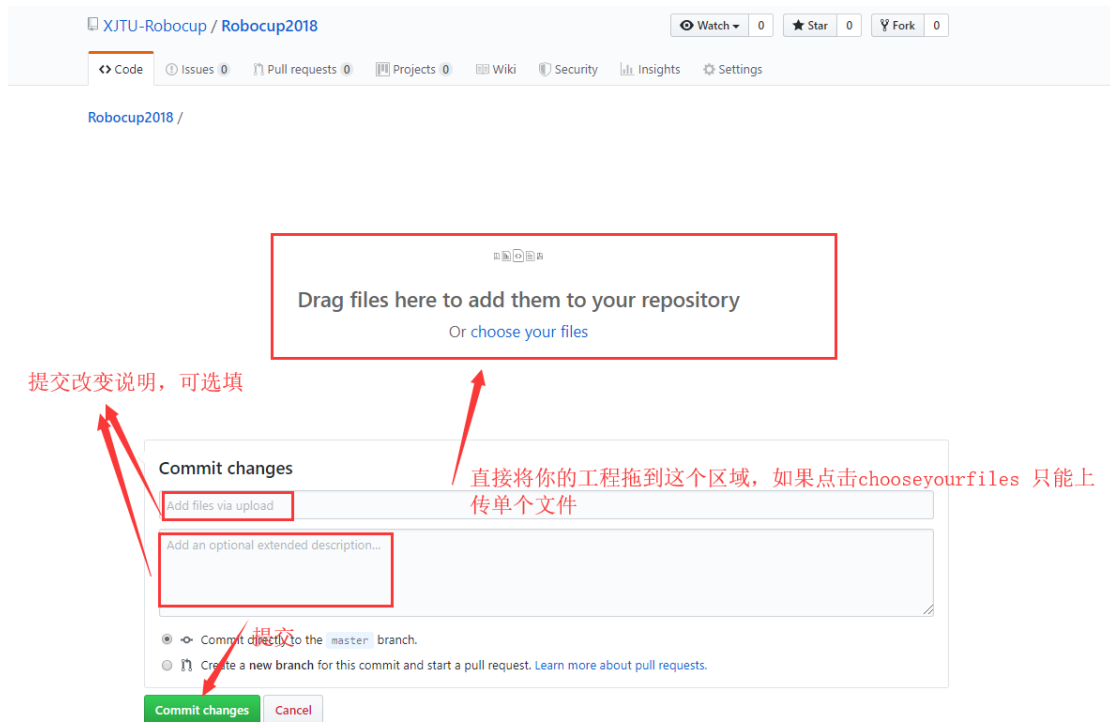 XJTU-Robocup / Robocup2018
Watch 0 Star 0 Fork 0
Code Issues 0 Pull requests 0 Projects 0 Wiki Security Insights Settings
Robocup2018 /
Drag files here to add them to your repository
Or choose your files
提交改变说明，可选填
Commit changes
直接将你的工程拖到这个区域，如果点击chooseyourfiles 只能上
传单个文件
Add files via upload
Add an optional extended description...
提交
Commit directly to the master branch.
Create a new branch for this commit and start a pull request. Learn more about pull requests.
Commit changes Cancel